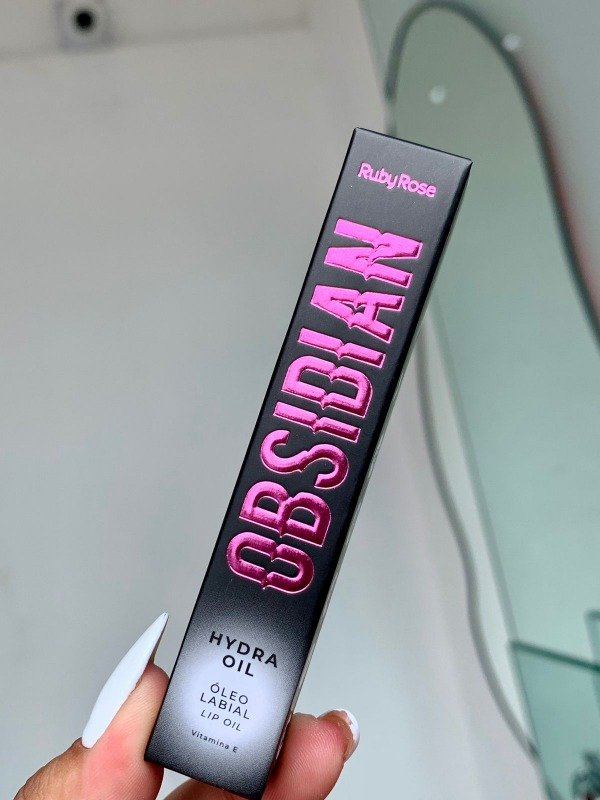 Ruby Rose
OBSIDIAN
HYDRA
OIL
ÓLEO
LABIAL
LIP OIL
Vitamina E